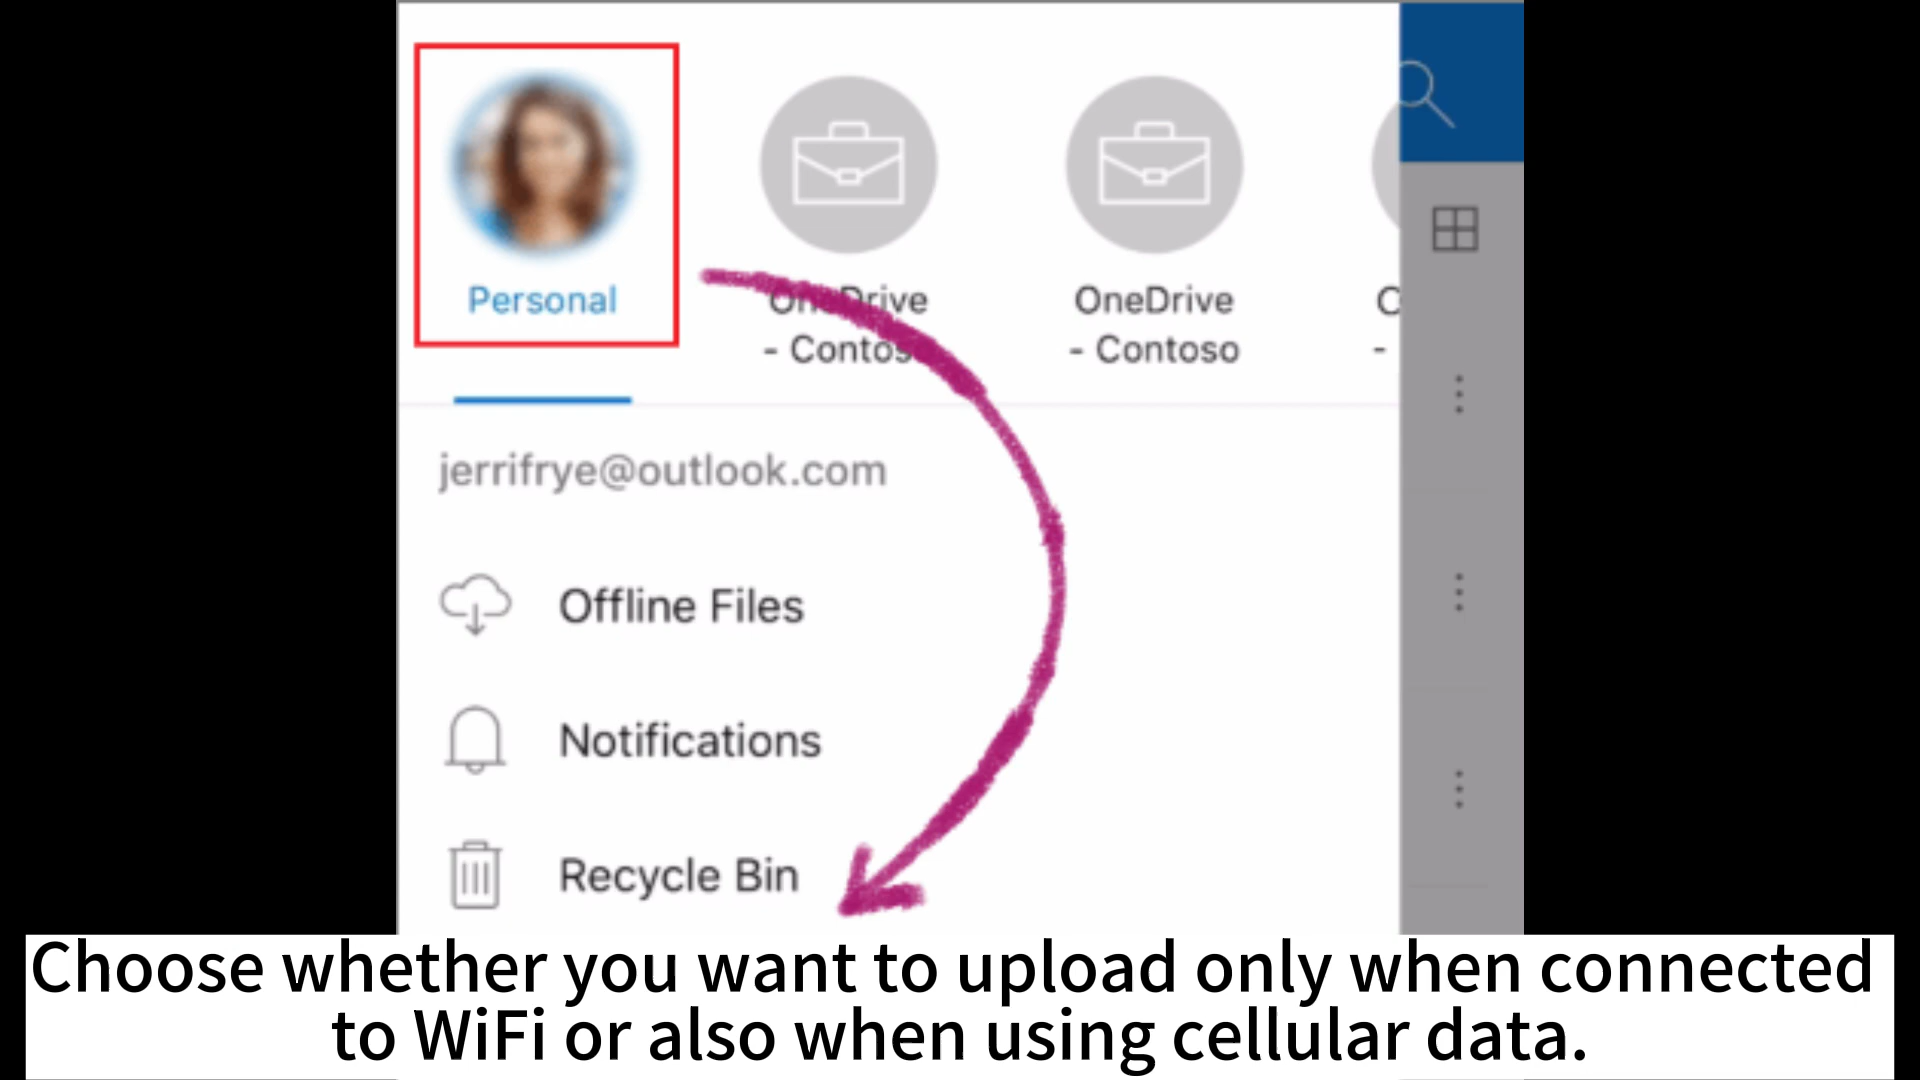 Personal
OneDrive
- Contoso
OneDrive
- Contoso
jerrifrye@outlook.com
Offline Files
Notifications
Recycle Bin
Choose whether you want to upload only when connected
to WiFi or also when using cellular data.